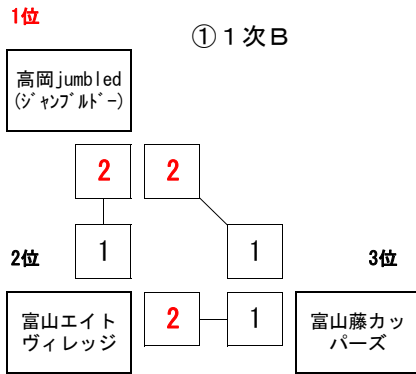 1位
①１次Ｂ
高岡jumbled
(ｼﾞｬﾝﾌﾞﾙﾄﾞｰ)
2 2
1 1
2位 3位
富山エイト
ヴィレッジ
2 1
富山藤カッ
パーズ